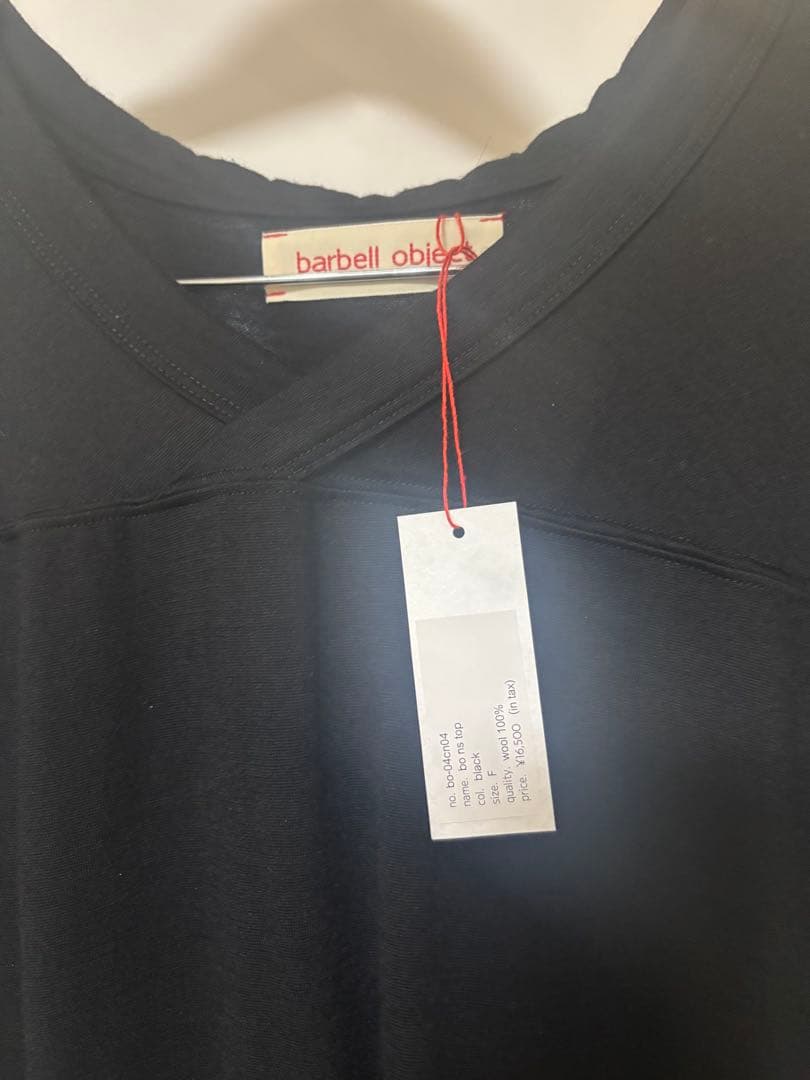 barbell object
no. bo-04cn04
name. bo ns top
col. black
size. F
quality. wool 100%
price. ¥16,500 (in tax)